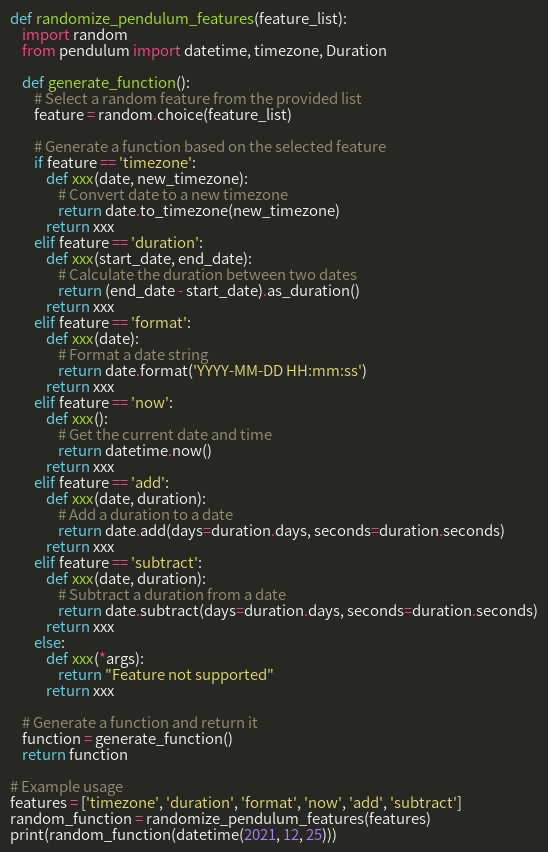 def randomize_pendulum_features(feature_list):
    import random
    from pendulum import datetime, timezone, Duration

    def generate_function():
        # Select a random feature from the provided list
        feature = random.choice(feature_list)

        # Generate a function based on the selected feature
        if feature == 'timezone':
            def xxx(date, new_timezone):
                # Convert date to a new timezone
                return date.to_timezone(new_timezone)
            return xxx
        elif feature == 'duration':
            def xxx(start_date, end_date):
                # Calculate the duration between two dates
                return (end_date - start_date).as_duration()
            return xxx
        elif feature == 'format':
            def xxx(date):
                # Format a date string
                return date.format('YYYY-MM-DD HH:mm:ss')
            return xxx
        elif feature == 'now':
            def xxx():
                # Get the current date and time
                return datetime.now()
            return xxx
        elif feature == 'add':
            def xxx(date, duration):
                # Add a duration to a date
                return date.add(days=duration.days, seconds=duration.seconds)
            return xxx
        elif feature == 'subtract':
            def xxx(date, duration):
                # Subtract a duration from a date
                return date.subtract(days=duration.days, seconds=duration.seconds)
            return xxx
        else:
            def xxx(*args):
                return "Feature not supported"
            return xxx

    # Generate a function and return it
    function = generate_function()
    return function

# Example usage
features = ['timezone', 'duration', 'format', 'now', 'add', 'subtract']
random_function = randomize_pendulum_features(features)
print(random_function(datetime(2021, 12, 25)))